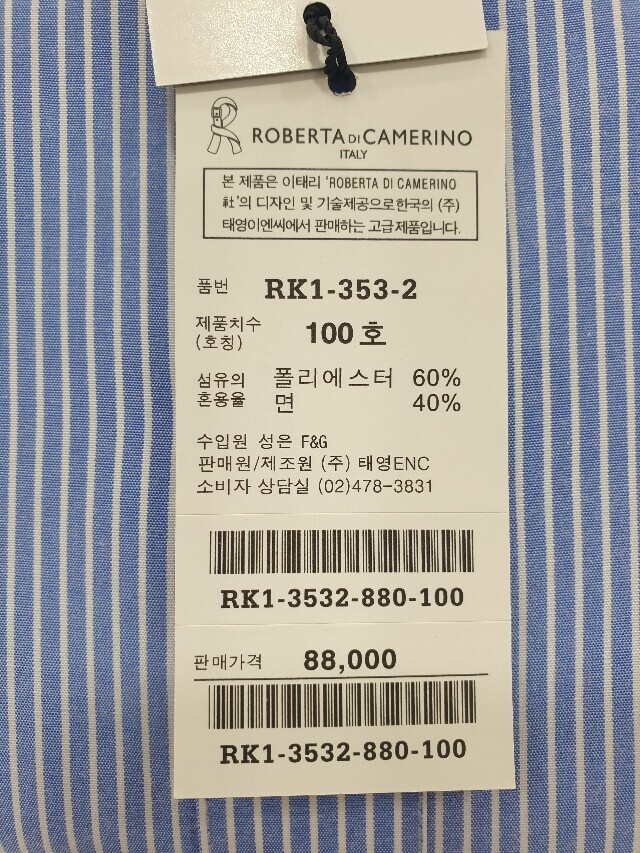 ROBERTA DI CAMERINO
ITALY
본 제품은 이태리 'ROBERTA DI CAMERINO
社'의 디자인 및 기술제공으로한국의 (주)
태영이엔씨에서 판매하는 고급제품입니다.
품번 RK1-353-2
제품치수
(호칭) 100 호
섬유의 폴리에스터 60%
혼용율 면 40%
수입원 성은 F&G
판매원/제조원 (주) 태영ENC
소비자 상담실 (02)478-3831
RK1-3532-880-100
판매가격 88,000
RK1-3532-880-100